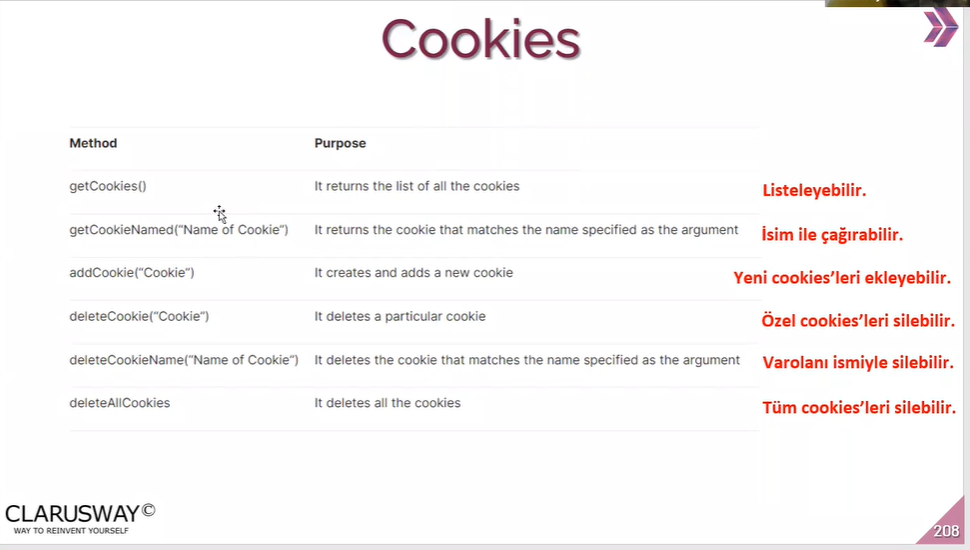 Cookies
Method Purpose
getCookies() It returns the list of all the cookies Listeleyebilir.
getCookieNamed("Name of Cookie") It returns the cookie that matches the name specified as the argument İsim ile çağırabilir.
addCookie("Cookie") It creates and adds a new cookie Yeni cookies'leri ekleyebilir.
deleteCookie("Cookie") It deletes a particular cookie Özel cookies'leri silebilir.
deleteCookieName("Name of Cookie") It deletes the cookie that matches the name specified as the argument Varolanı ismiyle silebilir.
deleteAllCookies It deletes all the cookies Tüm cookies'leri silebilir.
CLARUSWAY©
WAY TO REINVENT YOURSELF
208